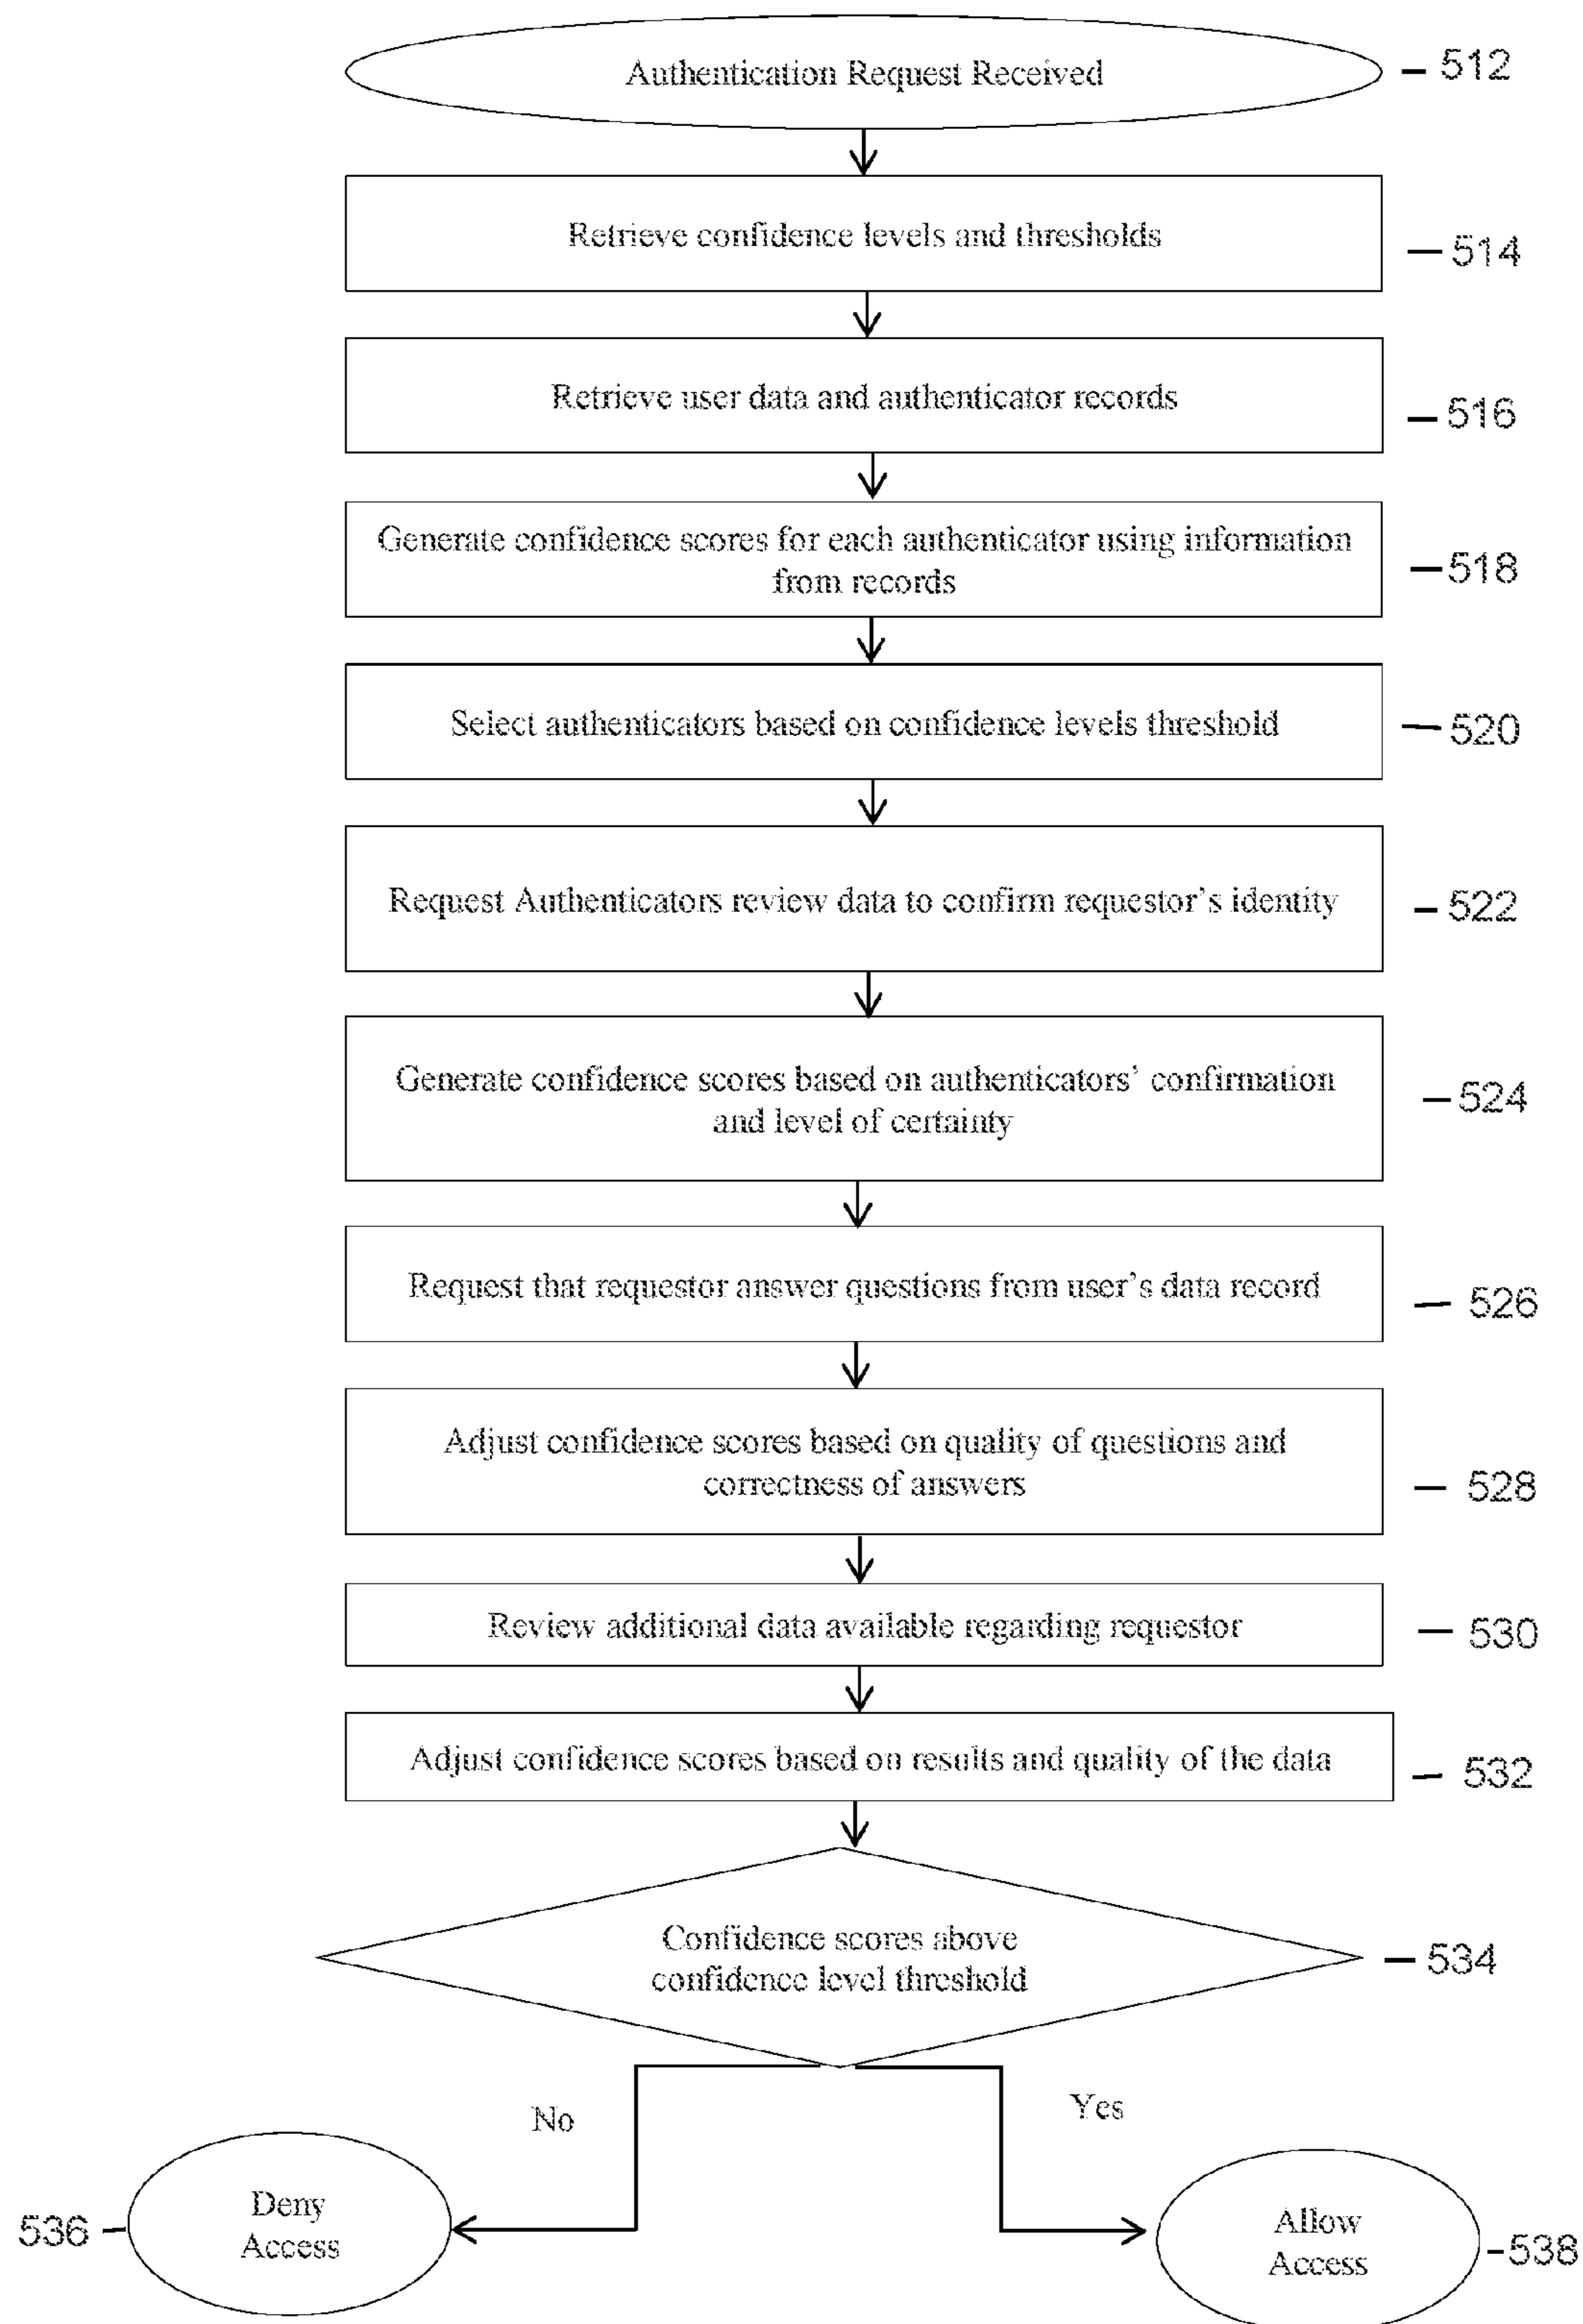 Authentication Request Received
512
Retrieve confidence levels and thresholds
514
Retrieve user data and authenticator records
516
Generate confidence scores for each authenticator using information
from records
518
Select authenticators based on confidence levels threshold
520
Request Authenticators review data to confirm requestor's identity
522
Generate confidence scores based on authenticators' confirmation
and level of certainty
524
Request that requestor answer questions from user's data record
526
Adjust confidence scores based on quality of questions and
correctness of answers
528
Review additional data available regarding requestor
530
Adjust confidence scores based on results and quality of the data
532
Confidence scores above
confidence level threshold
534
No
Yes
Deny
Access
536
Allow
Access
538